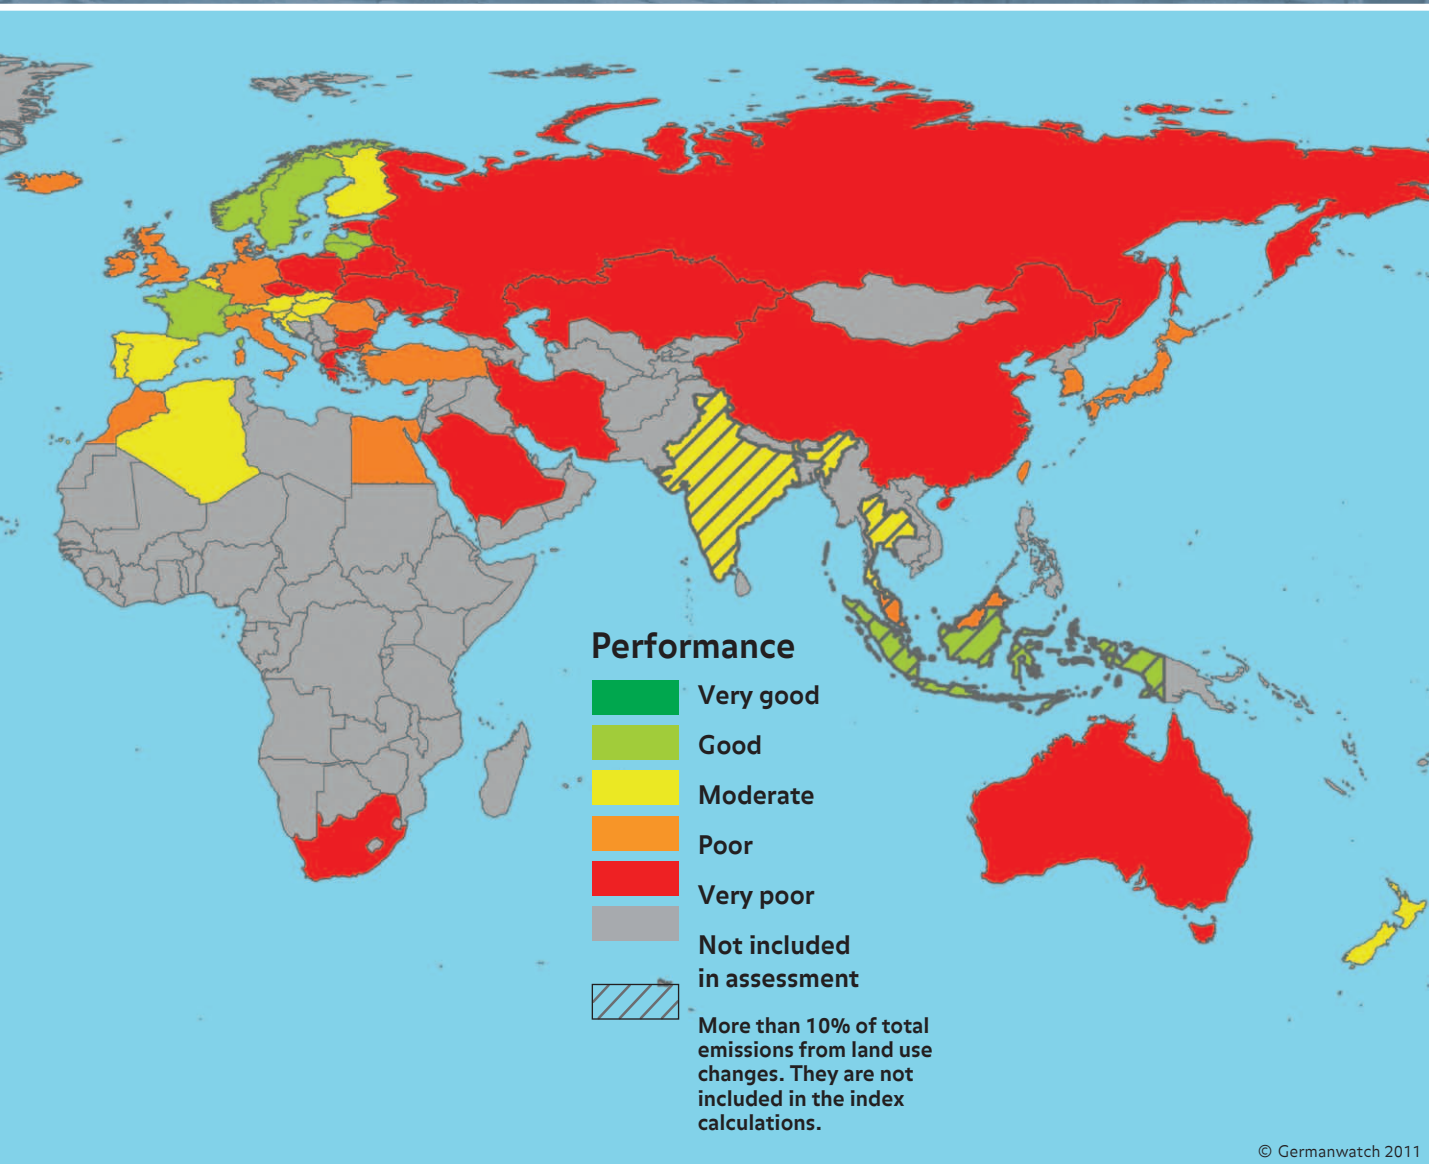 Performance
Very good
Good
Moderate
Poor
Very poor
Not included
in assessment
More than 10% of total
emissions from land use
changes. They are not
included in the index
calculations.
© Germanwatch 2011